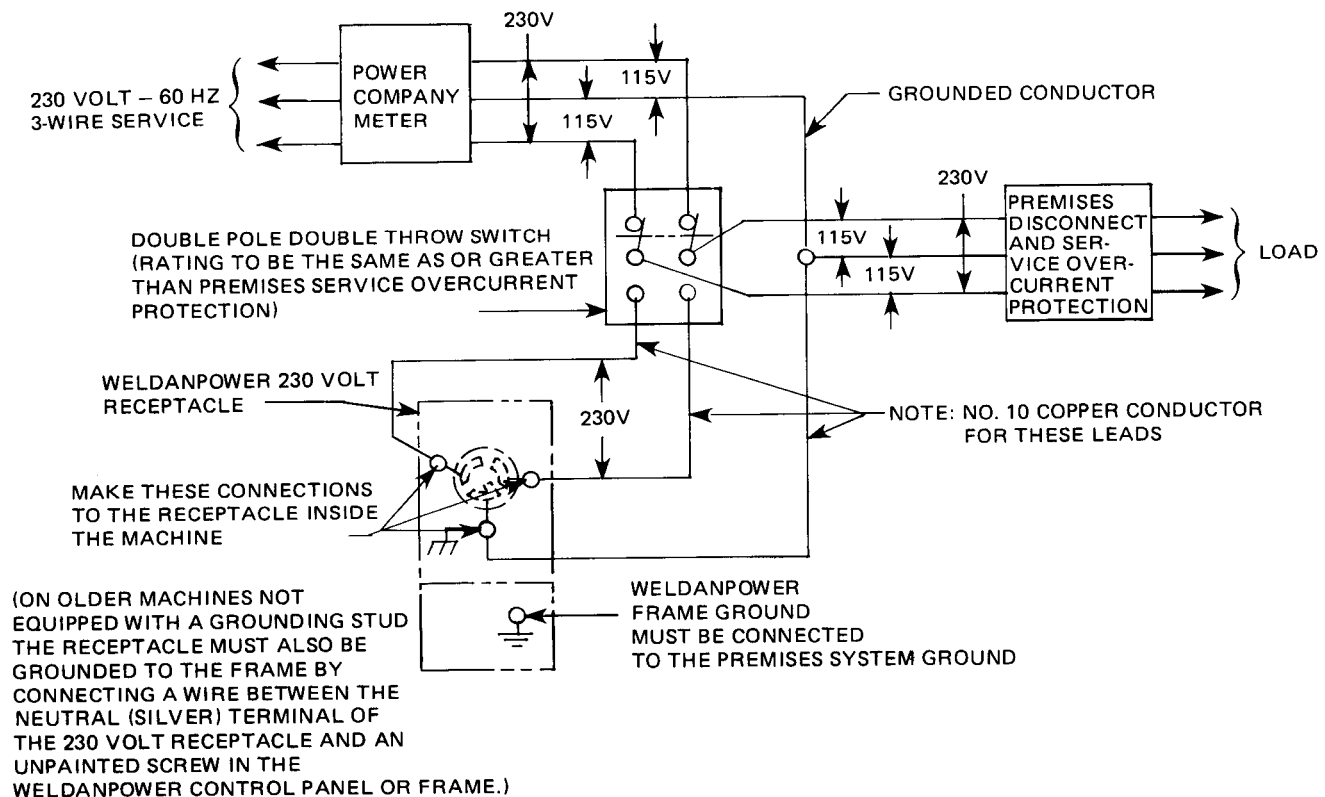 230V
115V
115V
POWER
COMPANY
METER
230 VOLT – 60 HZ
3-WIRE SERVICE
GROUNDED CONDUCTOR
230V
115V
115V
PREMISES
DISCONNECT
AND SER-
VICE OVER-
CURRENT
PROTECTION
LOAD
DOUBLE POLE DOUBLE THROW SWITCH
(RATING TO BE THE SAME AS OR GREATER
THAN PREMISES SERVICE OVERCURRENT
PROTECTION)
WELDANPOWER 230 VOLT
RECEPTACLE
230V
NOTE: NO. 10 COPPER CONDUCTOR
FOR THESE LEADS
MAKE THESE CONNECTIONS
TO THE RECEPTACLE INSIDE
THE MACHINE
(ON OLDER MACHINES NOT
EQUIPPED WITH A GROUNDING STUD
THE RECEPTACLE MUST ALSO BE
GROUNDED TO THE FRAME BY
CONNECTING A WIRE BETWEEN THE
NEUTRAL (SILVER) TERMINAL OF
THE 230 VOLT RECEPTACLE AND AN
UNPAINTED SCREW IN THE
WELDANPOWER CONTROL PANEL OR FRAME.)
WELDANPOWER
FRAME GROUND
MUST BE CONNECTED
TO THE PREMISES SYSTEM GROUND